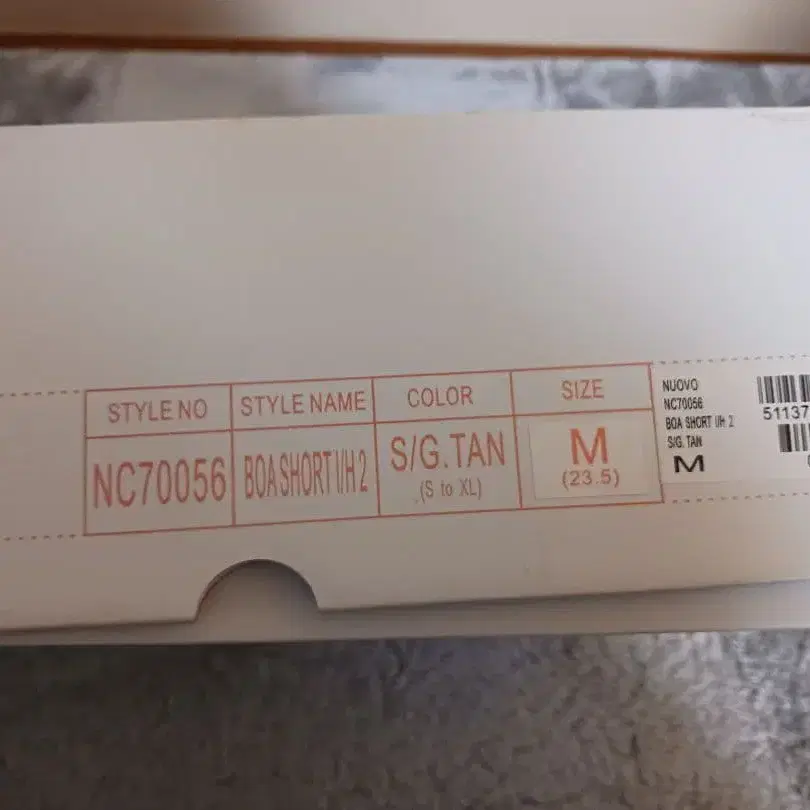 STYLE NO
STYLE NAME
COLOR
SIZE
NC70056
BOA SHORT I/H 2
S/G.TAN
(S to XL)
M
(23.5)
NUOVO
NC70056
BOA SHORT I/H 2
S/G. TAN
M
51137